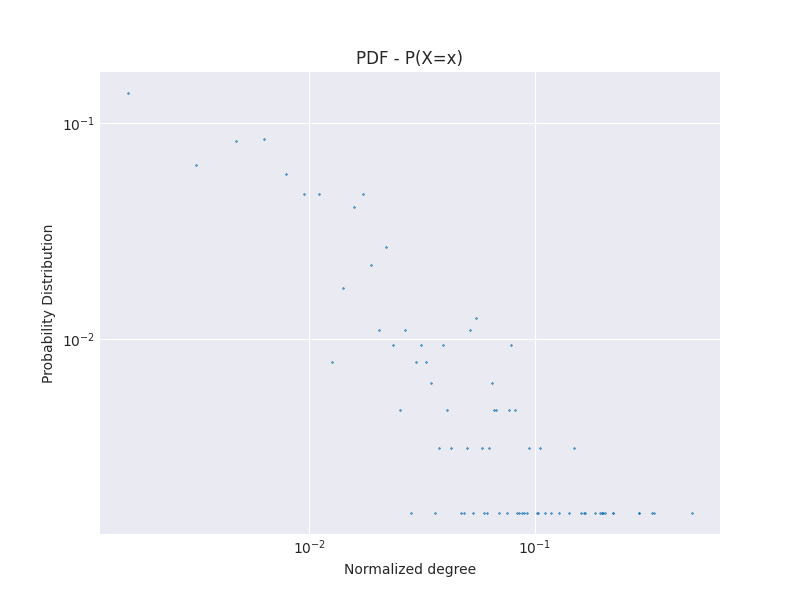 PDF - P(X=x)
10⁻¹
10⁻²
Probability Distribution
10⁻² 10⁻¹
Normalized degree